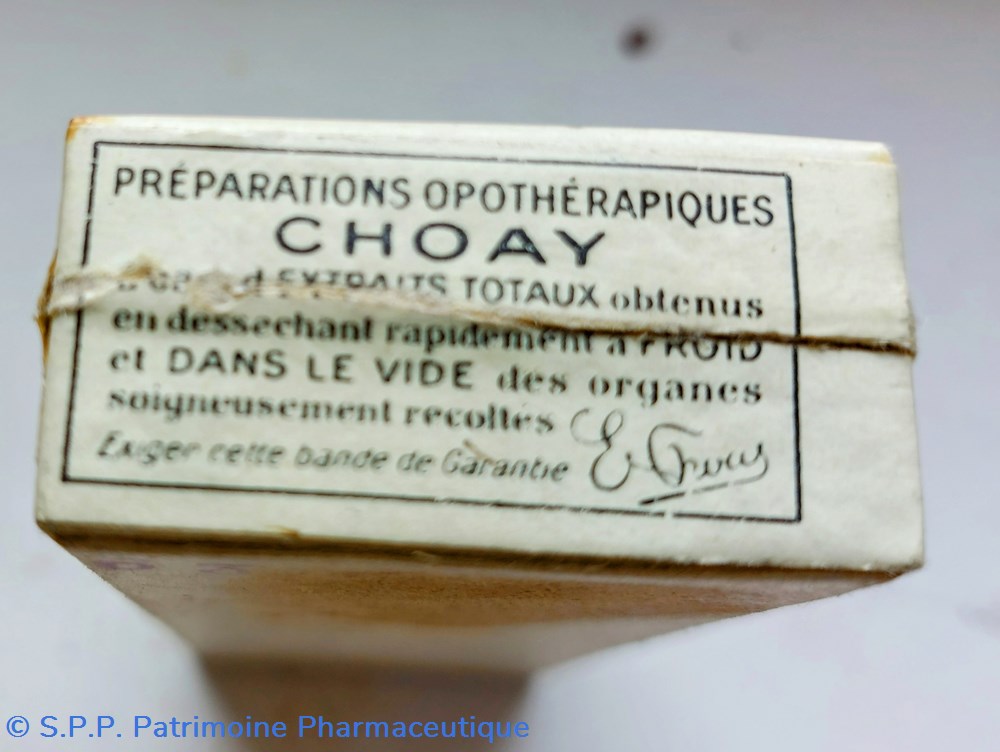 PRÉPARATIONS OPOTHÉRAPIQUES
CHOAY
EXTRAITS TOTAUX obtenus
en dessechant rapidement à FROID
et DANS LE VIDE des organes
soigneusement recoltés
Exiger cette bande de Garantie
© S.P.P. Patrimoine Pharmaceutique